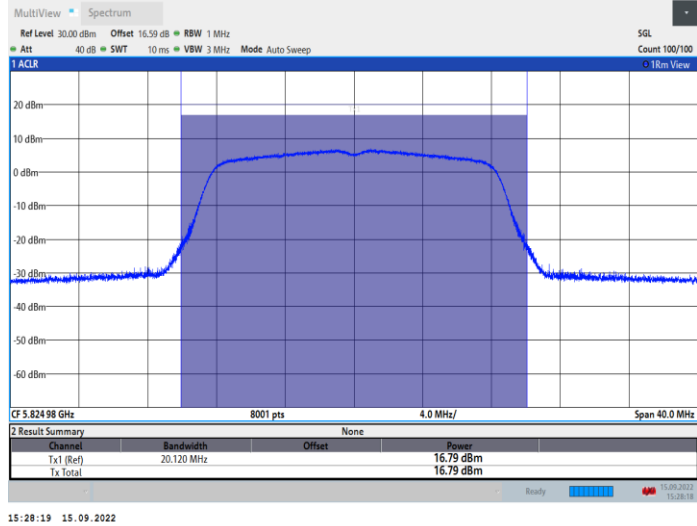 MultiView Spectrum
Ref Level 30.00 dBm Offset 16.59 dB RBW 1 MHz SGL
Att 40 dB SWT 10 ms VBW 3 MHz Mode Auto Sweep Count 100/100
1 ACLR 1Rm View
20 dBm
10 dBm
0 dBm
-10 dBm
-20 dBm
-30 dBm
-40 dBm
-50 dBm
-60 dBm
CF 5.824 98 GHz 8001 pts 4.0 MHz/ Span 40.0 MHz
2 Result Summary None
Channel Bandwidth Offset Power
Tx1 (Ref) 20.120 MHz 16.79 dBm
Tx Total 16.79 dBm
Ready 15.09.2022
15:28:18
15:28:19 15.09.2022